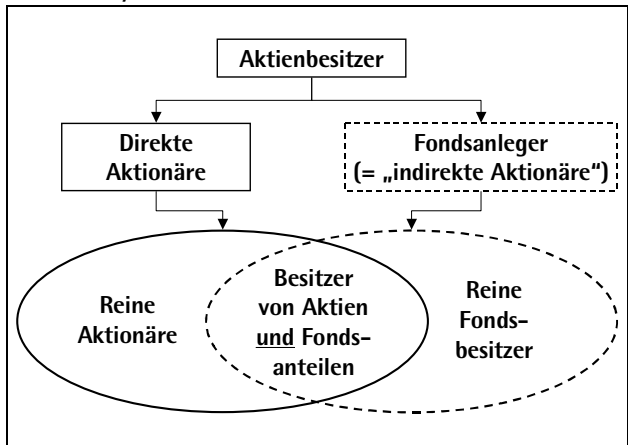 Aktienbesitzer
Direkte
Aktionäre
Fondsanleger
(= „indirekte Aktionäre“)
Reine
Aktionäre
Besitzer
von Aktien
und Fonds-
anteilen
Reine
Fonds-
besitzer